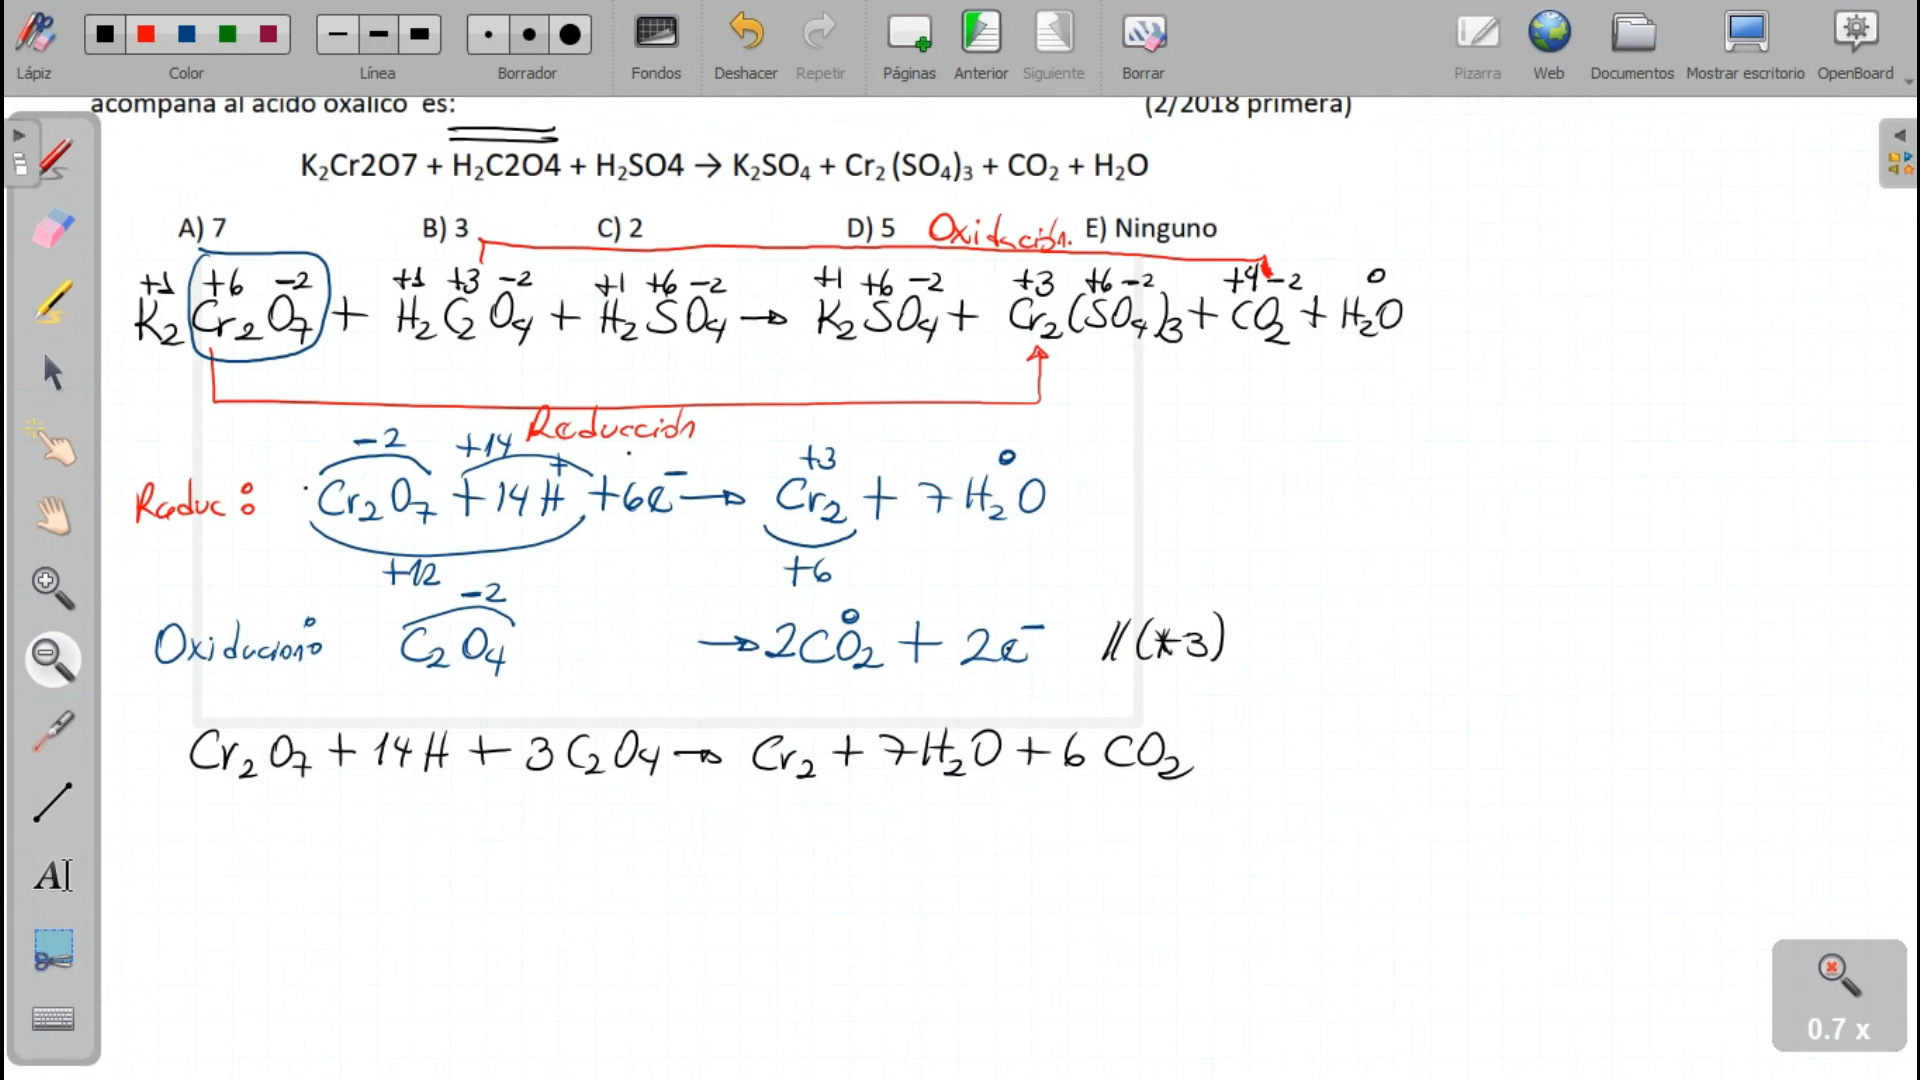 Lápiz Color Línea Borrador Fondos Deshacer Repetir Páginas Anterior Siguiente Borrar Pizarra Web Documentos Mostrar escritorio OpenBoard
acompaña al ácido oxálico es: (2/2018 primera)
K₂Cr2O7 + H₂C2O4 + H₂SO4 → K₂SO₄ + Cr₂ (SO₄)₃ + CO₂ + H₂O
A) 7 B) 3 C) 2 D) 5 E) Ninguno
Oxidación.
+1 +6 -2 +1 +3 -2 +1 +6 -2 +1 +6 -2 +3 +6 -2 +4 -2 0
K₂Cr₂O₇ + H₂C₂O₄ + H₂SO₄ → K₂SO₄ + Cr₂(SO₄)₃ + CO₂ + H₂O
Reducción
-2 +14 +3 0
Reduc: Cr₂O₇ + 14H⁺ + 6e⁻ → Cr₂ + 7H₂O
+12 +6
-2 0
Oxidacion: C₂O₄ → 2CO₂ + 2e⁻ //(*3)
Cr₂O₇ + 14H + 3C₂O₄ → Cr₂ + 7H₂O + 6CO₂
AI
0.7 x